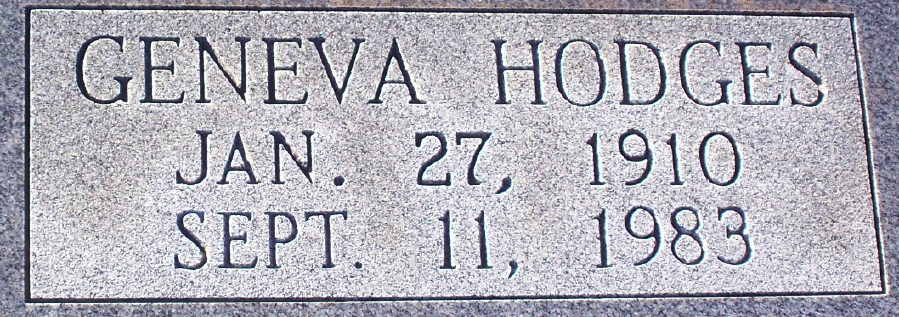 GENEVA HODGES
JAN. 27, 1910
SEPT. 11, 1983